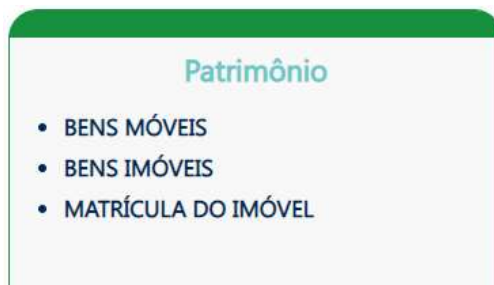 Patrimônio
• BENS MÓVEIS
• BENS IMÓVEIS
• MATRÍCULA DO IMÓVEL